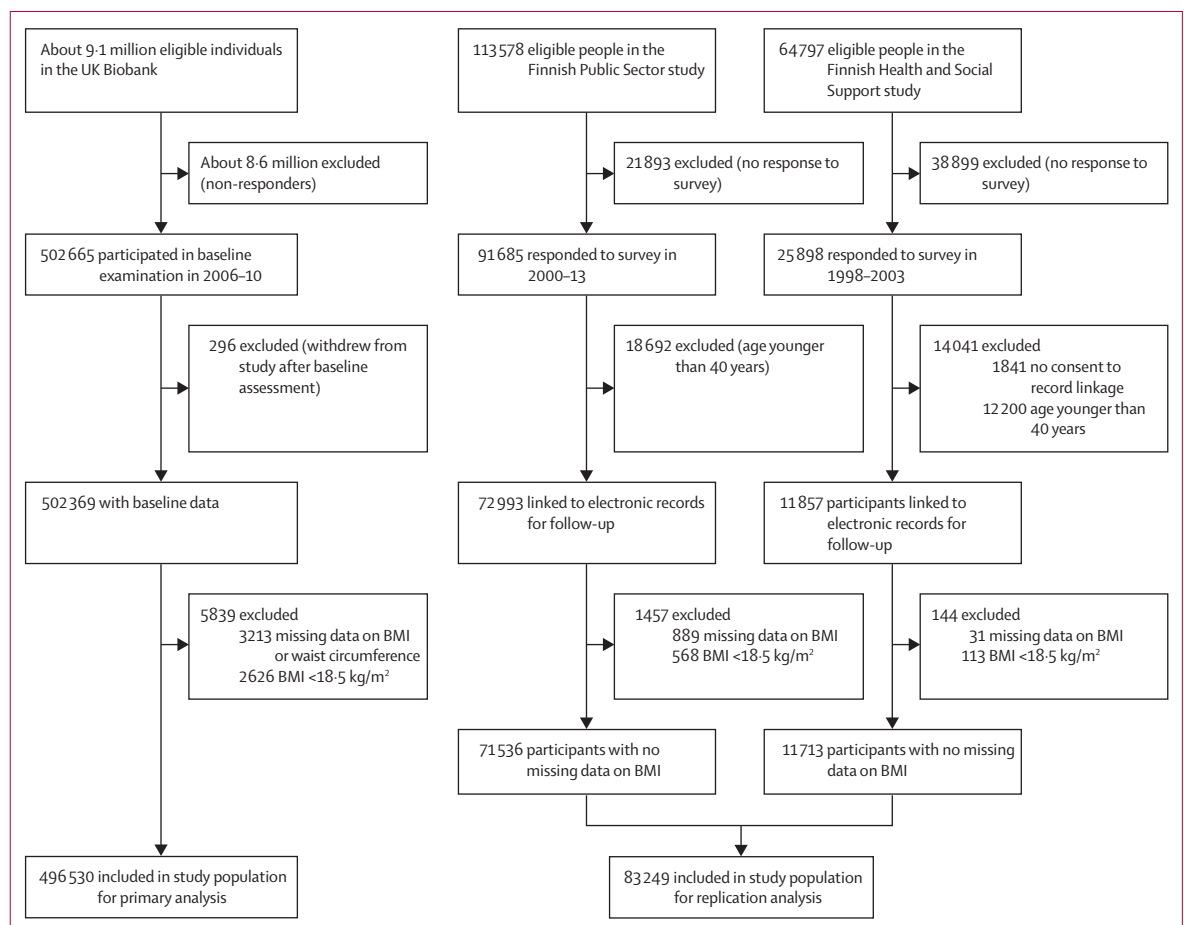 About 9·1 million eligible individuals
in the UK Biobank
About 8·6 million excluded
(non-responders)
502 665 participated in baseline
examination in 2006–10
296 excluded (withdrew from
study after baseline
assessment)
502 369 with baseline data
5839 excluded
3213 missing data on BMI
or waist circumference
2626 BMI <18·5 kg/m²
496 530 included in study population
for primary analysis
113 578 eligible people in the
Finnish Public Sector study
21 893 excluded (no response to
survey)
91 685 responded to survey in
2000–13
18 692 excluded (age younger
than 40 years)
72 993 linked to electronic records
for follow-up
1457 excluded
889 missing data on BMI
568 BMI <18·5 kg/m²
71 536 participants with no
missing data on BMI
64 797 eligible people in the
Finnish Health and Social
Support study
38 899 excluded (no response to
survey)
25 898 responded to survey in
1998–2003
14 041 excluded
1841 no consent to
record linkage
12 200 age younger than
40 years
11 857 participants linked to
electronic records for
follow-up
144 excluded
31 missing data on BMI
113 BMI <18·5 kg/m²
11 713 participants with no missing
data on BMI
83 249 included in study population
for replication analysis